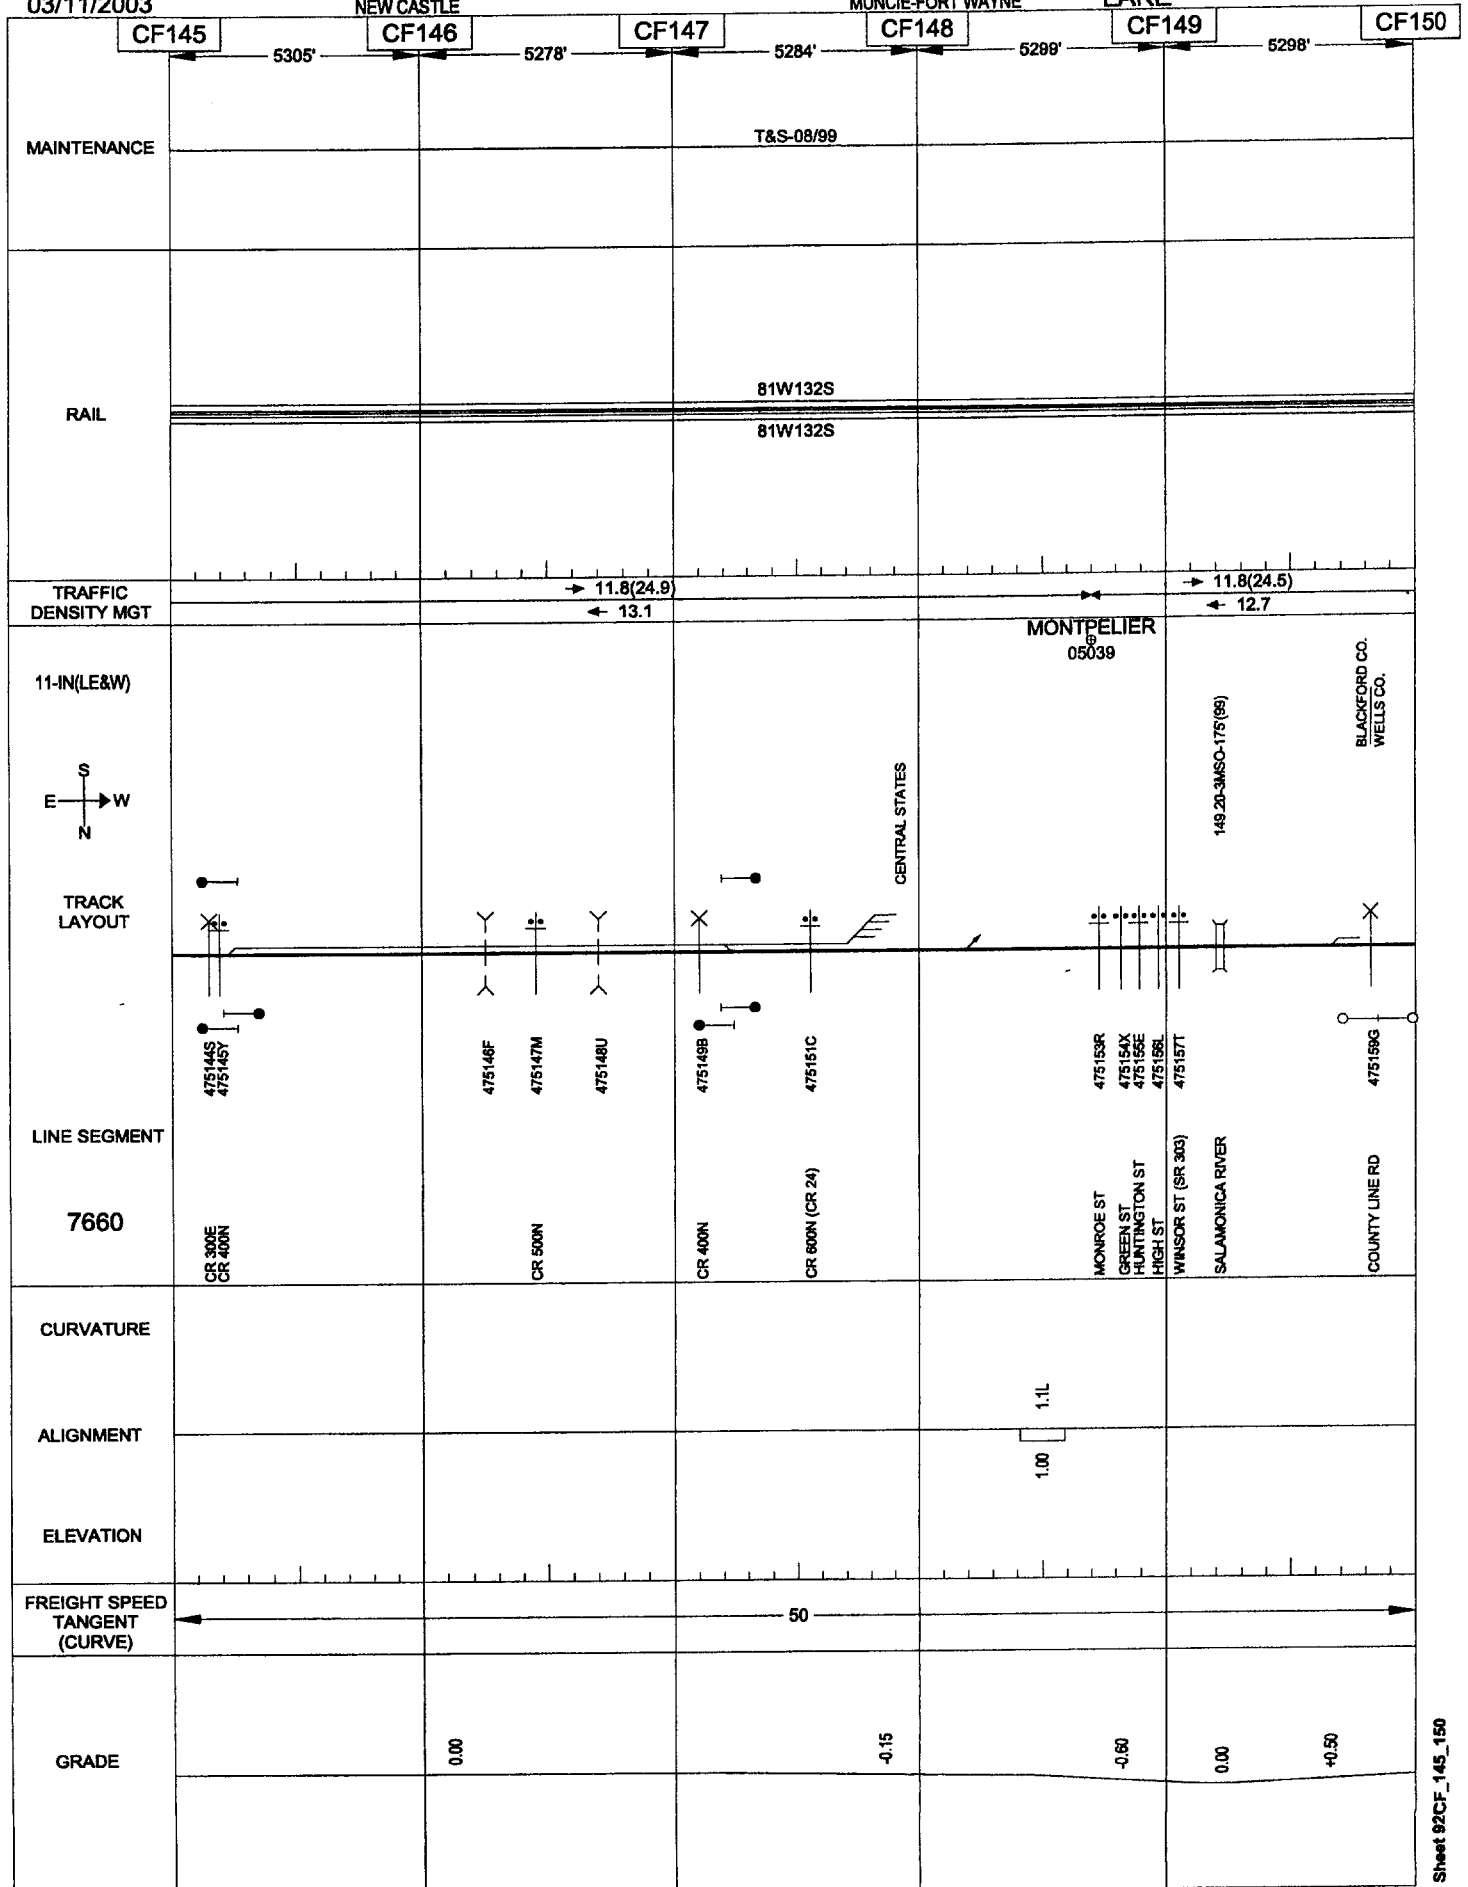 03/11/2003
NEW CASTLE
MUNCIE-FORT WAYNE
LAKE
CF145
CF146
CF147
CF148
CF149
CF150
5305'
5278'
5284'
5299'
5298'
MAINTENANCE
T&S-08/99
RAIL
81W132S
81W132S
TRAFFIC
DENSITY MGT
11.8(24.9)
13.1
11.8(24.5)
12.7
MONTPELIER
05039
11-IN(LE&W)
S
E
W
N
CENTRAL STATES
149.20-3MSO-175'(99)
BLACKFORD CO.
WELLS CO.
TRACK
LAYOUT
475144S
475145Y
475146F
475147M
475148U
475149B
475151C
475153R
475154X
475155E
475156L
475157T
475159G
LINE SEGMENT
7660
CR 300E
CR 400N
CR 500N
CR 400N
CR 600N (CR 24)
MONROE ST
GREEN ST
HUNTINGTON ST
HIGH ST
WINSOR ST (SR 303)
SALAMONICA RIVER
COUNTY LINE RD
CURVATURE
1.1L
ALIGNMENT
1.00
ELEVATION
FREIGHT SPEED
TANGENT
(CURVE)
50
GRADE
0.00
-0.15
-0.60
0.00
+0.50
Sheet 92CF_145_150